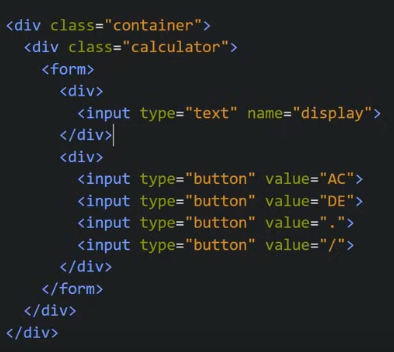 <div class="container">
<div class="calculator">
<form>
<div>
<input type="text" name="display">
</div>
<div>
<input type="button" value="AC">
<input type="button" value="DE">
<input type="button" value=".">
<input type="button" value="/">
</div>
</form>
</div>
</div>